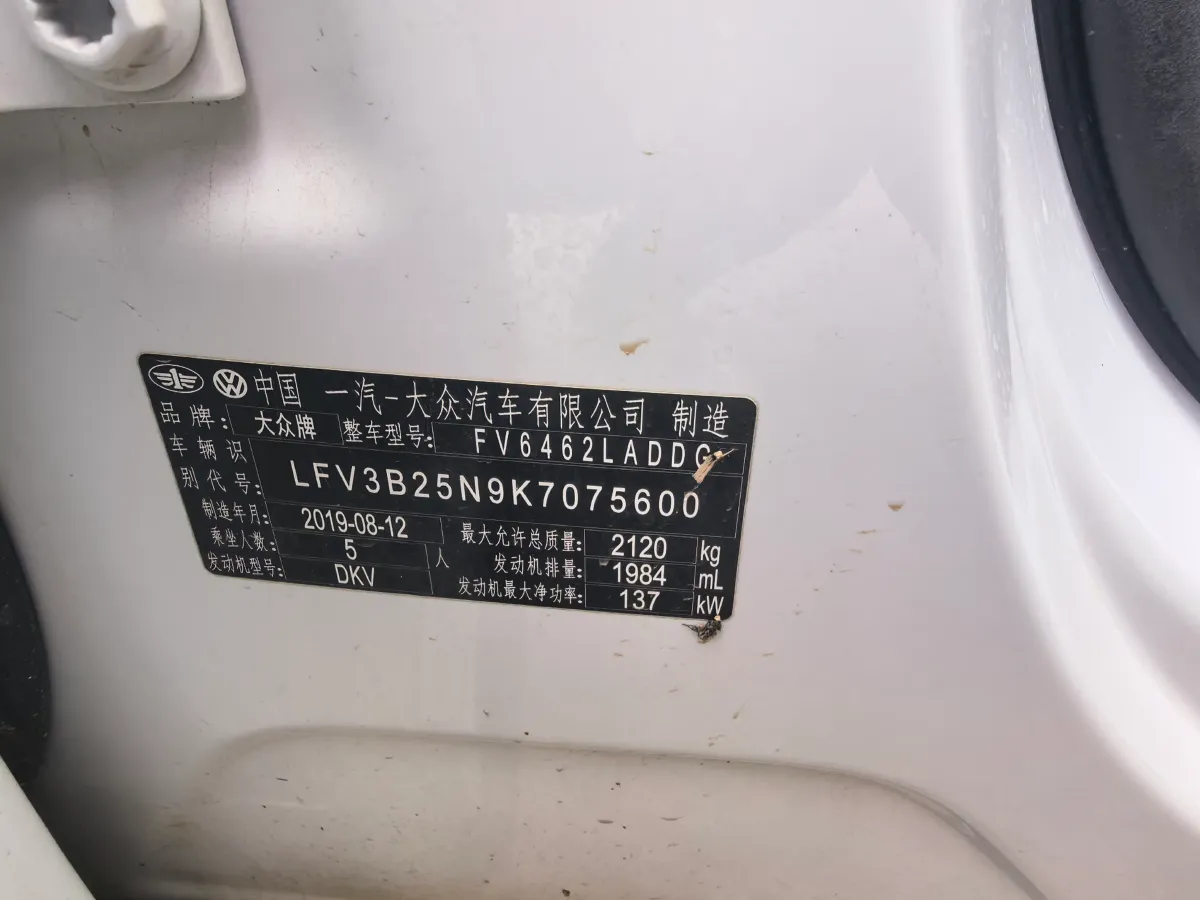 中国 一汽-大众汽车有限公司 制造
品牌: 大众牌 整车型号: FV6462LADDG
车辆识别代号: LFV3B25N9K7075600
制造年月: 2019-08-12 最大允许总质量: 2120 kg
乘坐人数: 5 人 发动机排量: 1984 mL
发动机型号: DKV 发动机最大净功率: 137 kW